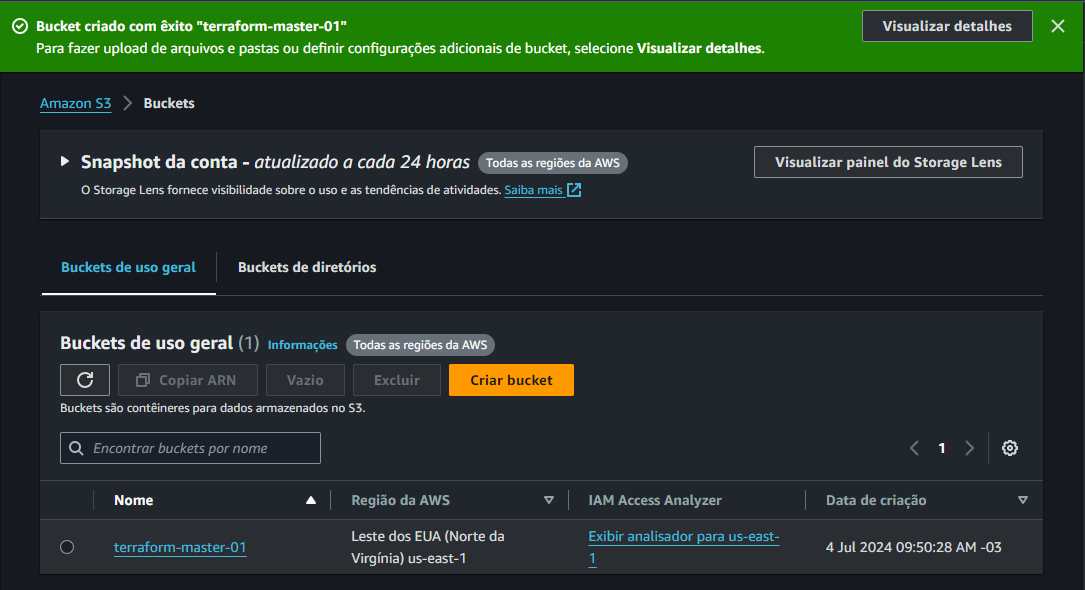 Bucket criado com êxito "terraform-master-01"
Para fazer upload de arquivos e pastas ou definir configurações adicionais de bucket, selecione Visualizar detalhes.
Visualizar detalhes
Amazon S3
Buckets
Snapshot da conta - atualizado a cada 24 horas
Todas as regiões da AWS
O Storage Lens fornece visibilidade sobre o uso e as tendências de atividades. Saiba mais
Visualizar painel do Storage Lens
Buckets de uso geral
Buckets de diretórios
Buckets de uso geral (1)
Informações
Todas as regiões da AWS
Copiar ARN
Vazio
Excluir
Criar bucket
Buckets são contêineres para dados armazenados no S3.
Encontrar buckets por nome
1
Nome
Região da AWS
IAM Access Analyzer
Data de criação
terraform-master-01
Leste dos EUA (Norte da
Virgínia) us-east-1
Exibir analisador para us-east-
1
4 Jul 2024 09:50:28 AM -03